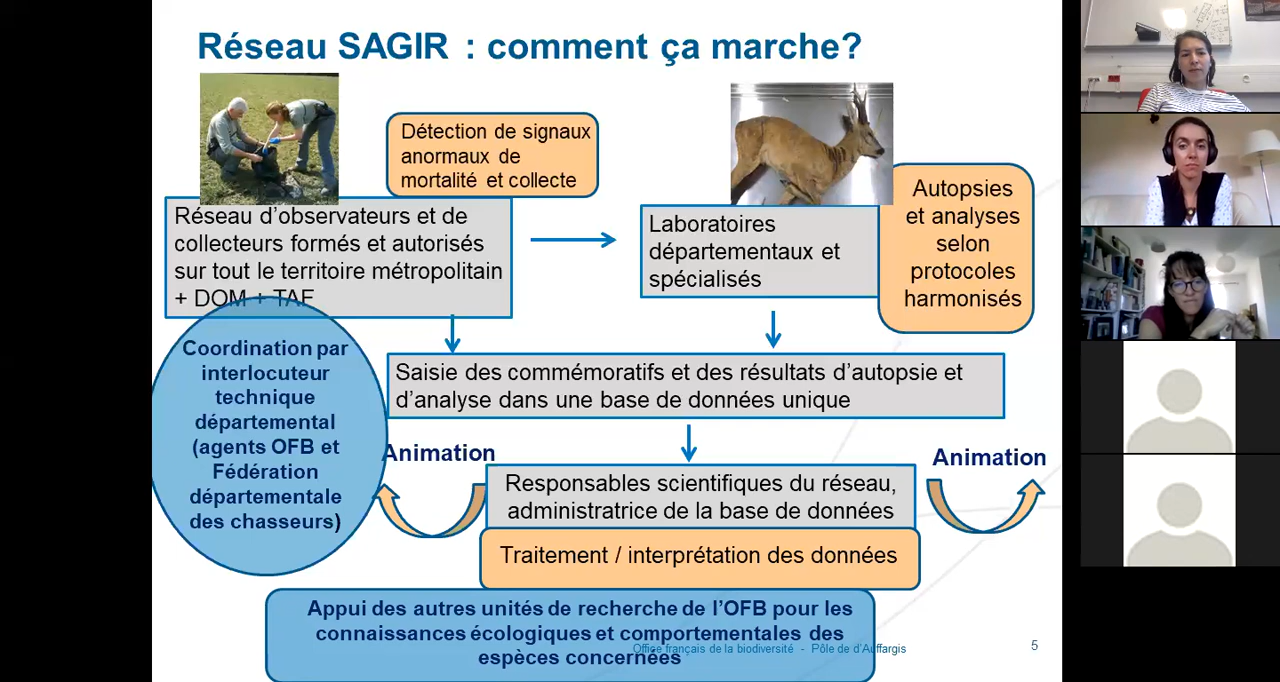 Réseau SAGIR : comment ça marche?
Détection de signaux
anormaux de
mortalité et collecte
Réseau d'observateurs et de
collecteurs formés et autorisés
sur tout le territoire métropolitain
+ DOM + TAF
Laboratoires
départementaux et
spécialisés
Autopsies
et analyses
selon
protocoles
harmonisés
Coordination par
interlocuteur
technique
départemental
(agents OFB et
Fédération
départementale
des chasseurs)
Saisie des commémoratifs et des résultats d'autopsie et
d'analyse dans une base de données unique
Animation
Animation
Responsables scientifiques du réseau,
administratrice de la base de données
Traitement / interprétation des données
Appui des autres unités de recherche de l'OFB pour les
connaissances écologiques et comportementales des
espèces concernées
Office français de la biodiversité - Pôle de d'Auffargis
5